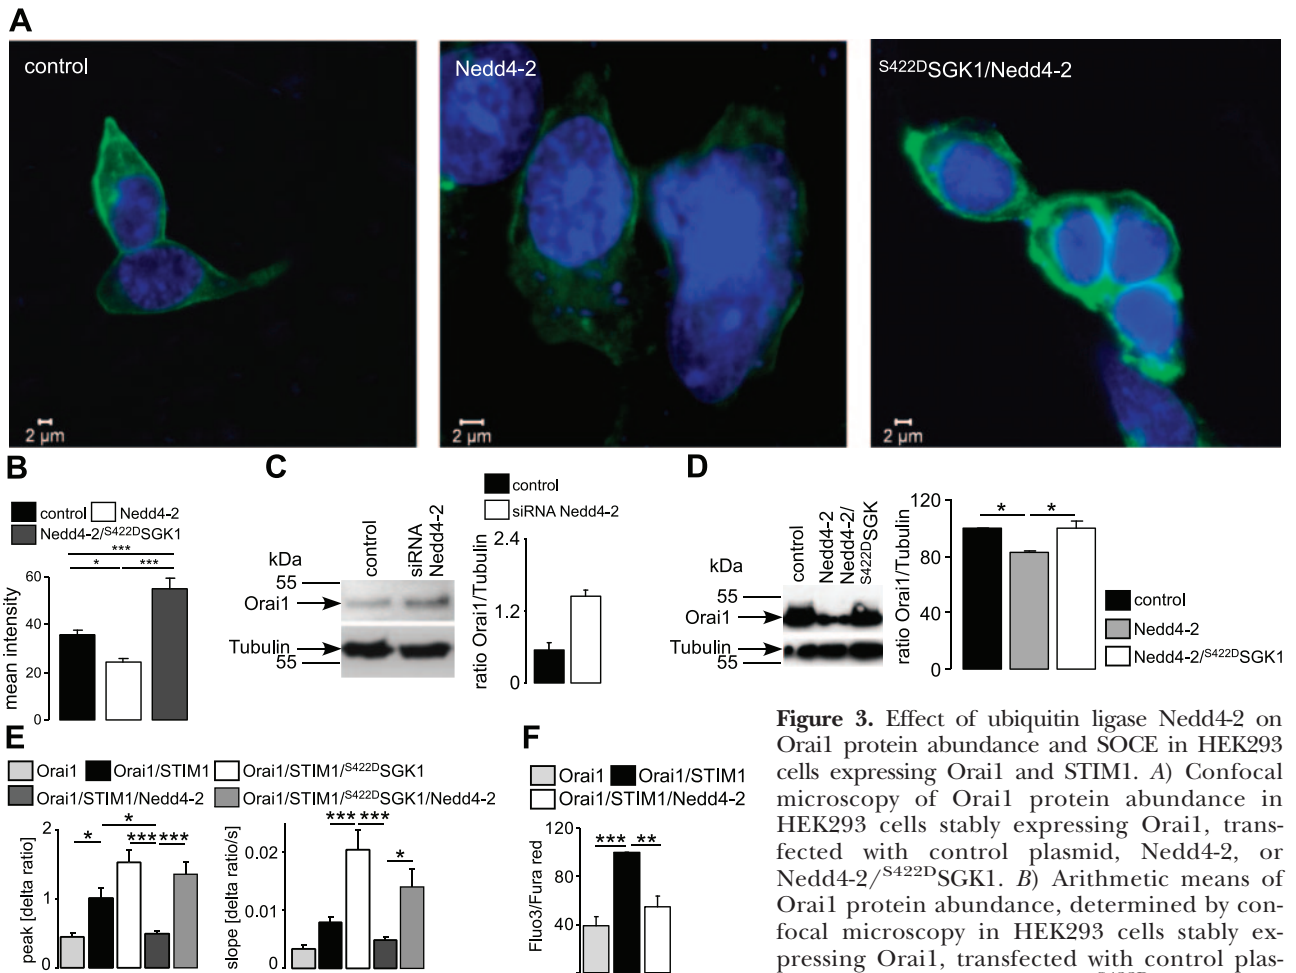 A
control
Nedd4-2
S422DSGK1/Nedd4-2
2 µm
2 µm
2 µm
B
control Nedd4-2
Nedd4-2/S422DSGK1
***
* ***
mean intensity
60
40
20
0
C
kDa
control
siRNA
Nedd4-2
55
Orai1
Tubulin
55
control
siRNA Nedd4-2
ratio Orai1/Tubulin
2.4
1.2
0
D
kDa
control
Nedd4-2
Nedd4-2/
S422DSGK
55
Orai1
Tubulin
55
ratio Orai1/Tubulin
120
80
40
0
* *
control
Nedd4-2
Nedd4-2/S422DSGK1
E
Orai1 Orai1/STIM1 Orai1/STIM1/S422DSGK1
Orai1/STIM1/Nedd4-2 Orai1/STIM1/S422DSGK1/Nedd4-2
peak [delta ratio]
2
1
0
*
* *** ***
slope [delta ratio/s]
0.02
0.01
0
*** ***
*
F
Orai1 Orai1/STIM1
Orai1/STIM1/Nedd4-2
Fluo3/Fura red
120
80
40
*** **
Figure 3. Effect of ubiquitin ligase Nedd4-2 on
Orai1 protein abundance and SOCE in HEK293
cells expressing Orai1 and STIM1. A) Confocal
microscopy of Orai1 protein abundance in
HEK293 cells stably expressing Orai1, trans-
fected with control plasmid, Nedd4-2, or
Nedd4-2/S422DSGK1. B) Arithmetic means of
Orai1 protein abundance, determined by con-
focal microscopy in HEK293 cells stably ex-
pressing Orai1, transfected with control plas-